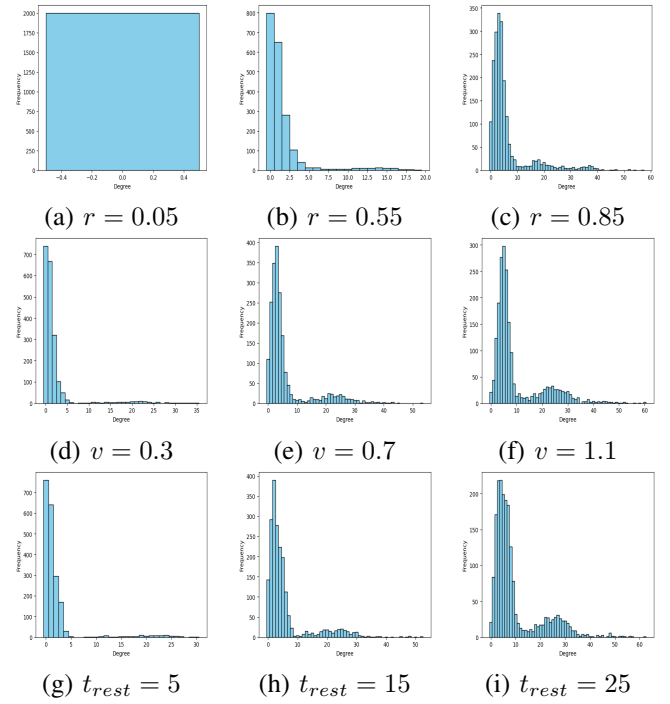 Frequency
2000
1750
1500
1250
1000
750
500
250
0
−0.4 −0.2 0.0 0.2 0.4
Degree
(a) r = 0.05
Frequency
800
700
600
500
400
300
200
100
0
0.0 2.5 5.0 7.5 10.0 12.5 15.0 17.5 20.0
Degree
(b) r = 0.55
Frequency
350
300
250
200
150
100
50
0
0 10 20 30 40 50 60
Degree
(c) r = 0.85
Frequency
700
600
500
400
300
200
100
0
0 5 10 15 20 25 30 35
Degree
(d) v = 0.3
Frequency
400
350
300
250
200
150
100
50
0
0 10 20 30 40 50
Degree
(e) v = 0.7
Frequency
300
250
200
150
100
50
0
0 10 20 30 40 50 60
Degree
(f) v = 1.1
Frequency
700
600
500
400
300
200
100
0
0 5 10 15 20 25 30
Degree
(g) t_rest = 5
Frequency
400
350
300
250
200
150
100
50
0
0 10 20 30 40 50
Degree
(h) t_rest = 15
Frequency
200
150
100
50
0
0 10 20 30 40 50 60
Degree
(i) t_rest = 25